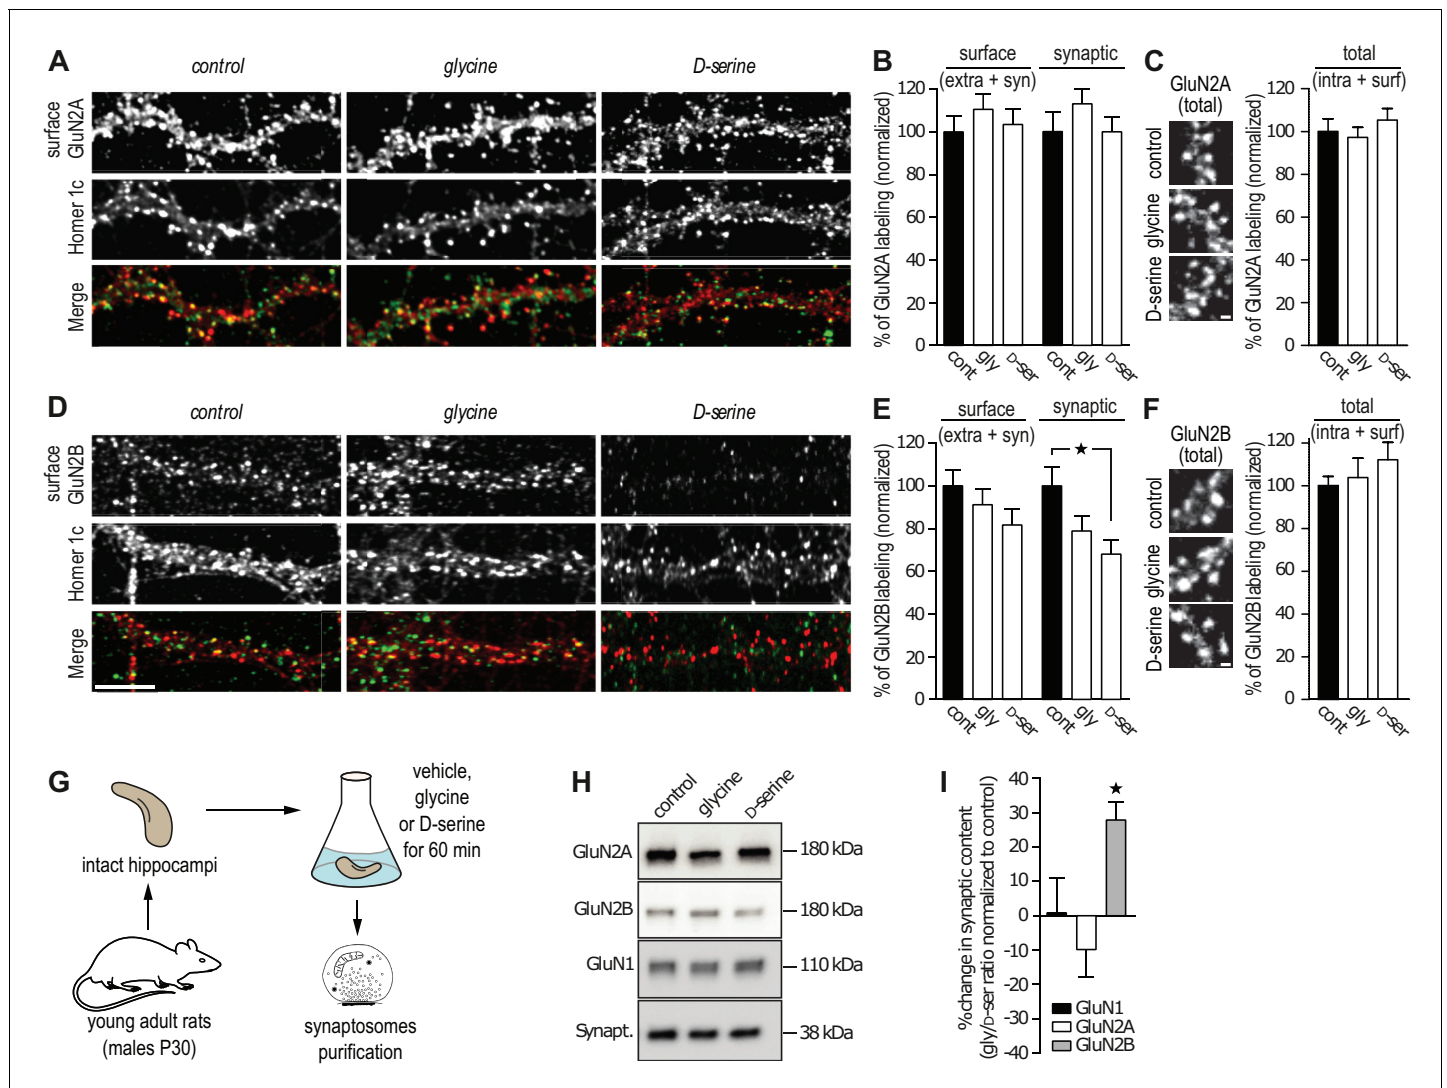 A
control
glycine
D-serine
surface
GluN2A
Homer 1c
Merge
B
surface
synaptic
(extra + syn)
% of GluN2A labeling (normalized)
120
100
80
60
40
20
0
cont
gly
D-ser
cont
gly
D-ser
C
GluN2A
(total)
control
glycine
D-serine
total
(intra + surf)
% of GluN2A labeling (normalized)
120
100
80
60
40
20
0
cont
gly
D-ser
D
control
glycine
D-serine
surface
GluN2B
Homer 1c
Merge
E
surface
synaptic
(extra + syn)
★
% of GluN2B labeling (normalized)
120
100
80
60
40
20
0
cont
gly
D-ser
cont
gly
D-ser
F
GluN2B
(total)
control
glycine
D-serine
total
(intra + surf)
% of GluN2B labeling (normalized)
120
100
80
60
40
20
0
cont
gly
D-ser
G
intact hippocampi
vehicle,
glycine
or D-serine
for 60 min
young adult rats
(males P30)
synaptosomes
purification
H
control
glycine
D-serine
GluN2A
180 kDa
GluN2B
180 kDa
GluN1
110 kDa
Synapt.
38 kDa
I
% change in synaptic content
(gly/D-ser ratio normalized to control)
40
30
20
10
0
-10
-20
-30
-40
★
GluN1
GluN2A
GluN2B